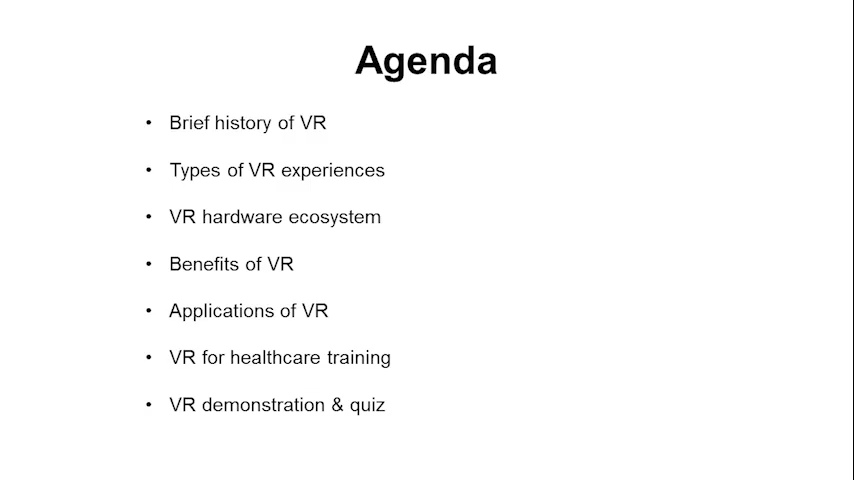 Agenda
• Brief history of VR
• Types of VR experiences
• VR hardware ecosystem
• Benefits of VR
• Applications of VR
• VR for healthcare training
• VR demonstration & quiz